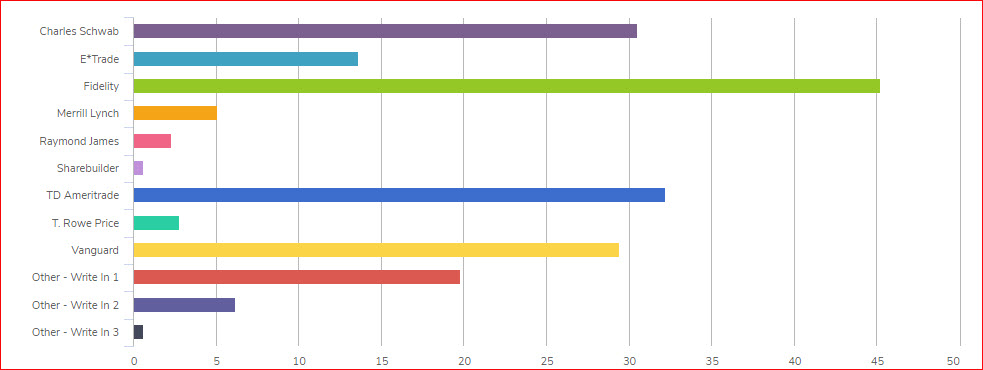 Charles Schwab
E*Trade
Fidelity
Merrill Lynch
Raymond James
Sharebuilder
TD Ameritrade
T. Rowe Price
Vanguard
Other - Write In 1
Other - Write In 2
Other - Write In 3
0 5 10 15 20 25 30 35 40 45 50